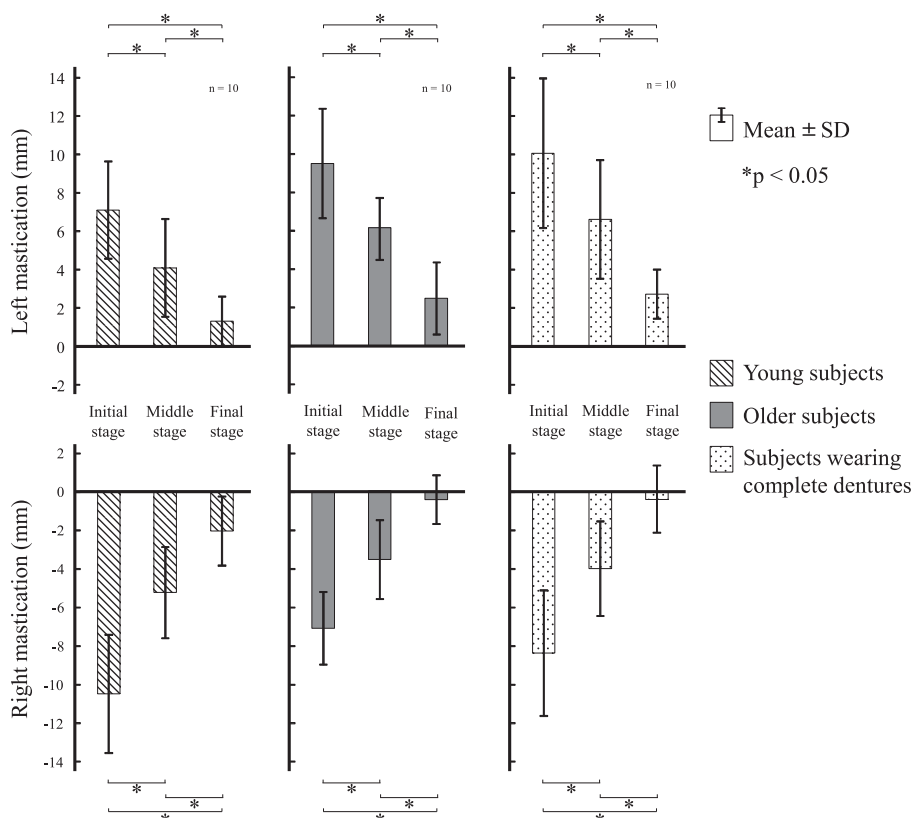 * * *
* * * * * *
14
12
10
8
6
4
2
0
-2
Left mastication (mm)
n = 10
n = 10
n = 10
Mean ± SD
*p < 0.05
Initial stage
Middle stage
Final stage
Initial stage
Middle stage
Final stage
Initial stage
Middle stage
Final stage
Young subjects
Older subjects
Subjects wearing
complete dentures
2
0
-2
-4
-6
-8
-10
-12
-14
Right mastication (mm)
* * * * * *
* * *